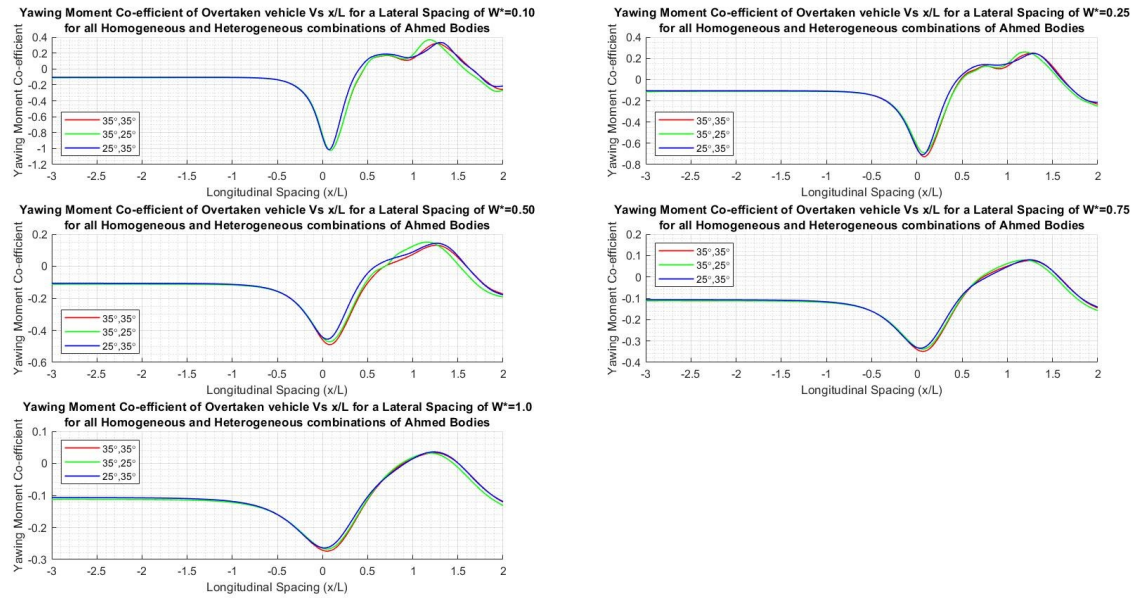 Yawing Moment Co-efficient of Overtaken vehicle Vs x/L for a Lateral Spacing of W*=0.10
for all Homogeneous and Heterogeneous combinations of Ahmed Bodies
Yawing Moment Co-efficient
0.4
0.2
0
-0.2
-0.4
-0.6
-0.8
-1
-1.2
35°,35°
35°,25°
25°,35°
-3 -2.5 -2 -1.5 -1 -0.5 0 0.5 1 1.5 2
Longitudinal Spacing (x/L)
Yawing Moment Co-efficient of Overtaken vehicle Vs x/L for a Lateral Spacing of W*=0.25
for all Homogeneous and Heterogeneous combinations of Ahmed Bodies
Yawing Moment Co-efficient
0.4
0.2
0
-0.2
-0.4
-0.6
-0.8
35°,35°
35°,25°
25°,35°
-3 -2.5 -2 -1.5 -1 -0.5 0 0.5 1 1.5 2
Longitudinal Spacing (x/L)
Yawing Moment Co-efficient of Overtaken vehicle Vs x/L for a Lateral Spacing of W*=0.50
for all Homogeneous and Heterogeneous combinations of Ahmed Bodies
Yawing Moment Co-efficient
0.2
0
-0.2
-0.4
-0.6
35°,35°
35°,25°
25°,35°
-3 -2.5 -2 -1.5 -1 -0.5 0 0.5 1 1.5 2
Longitudinal Spacing (x/L)
Yawing Moment Co-efficient of Overtaken vehicle Vs x/L for a Lateral Spacing of W*=0.75
for all Homogeneous and Heterogeneous combinations of Ahmed Bodies
Yawing Moment Co-efficient
0.2
0.1
0
-0.1
-0.2
-0.3
-0.4
35°,35°
35°,25°
25°,35°
-3 -2.5 -2 -1.5 -1 -0.5 0 0.5 1 1.5 2
Longitudinal Spacing (x/L)
Yawing Moment Co-efficient of Overtaken vehicle Vs x/L for a Lateral Spacing of W*=1.0
for all Homogeneous and Heterogeneous combinations of Ahmed Bodies
Yawing Moment Co-efficient
0.1
0
-0.1
-0.2
-0.3
35°,35°
35°,25°
25°,35°
-3 -2.5 -2 -1.5 -1 -0.5 0 0.5 1 1.5 2
Longitudinal Spacing (x/L)